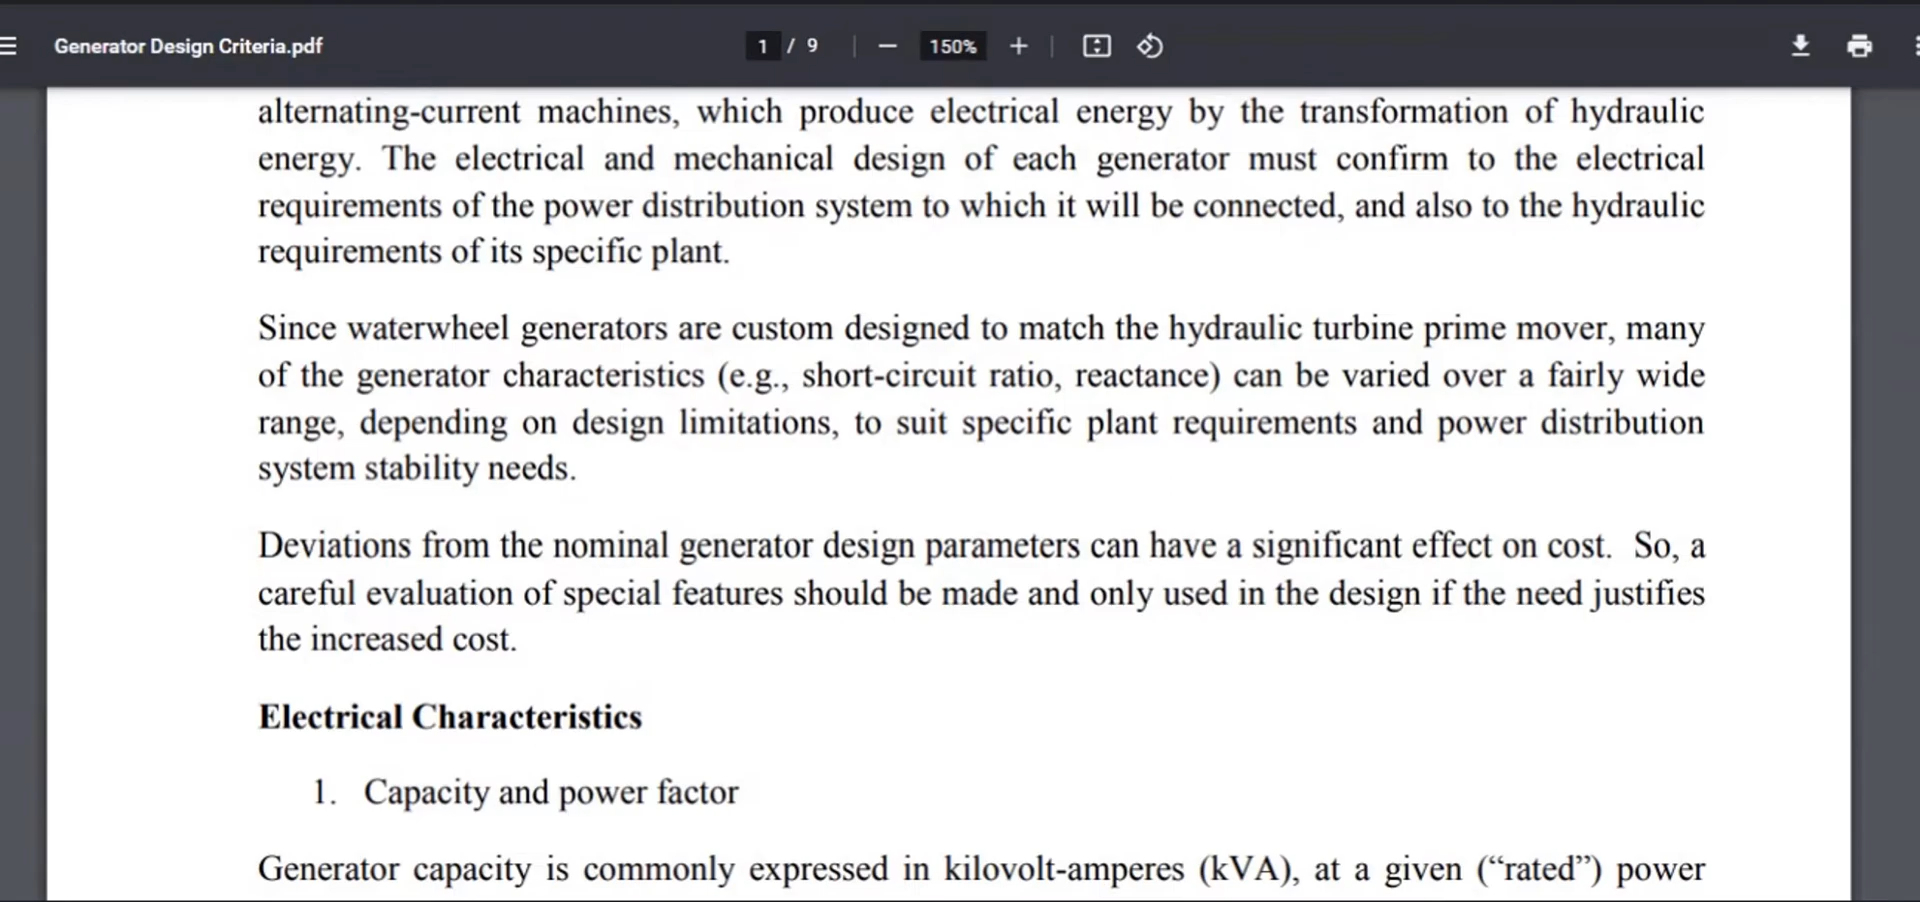 Generator Design Criteria.pdf
1 / 9
150%
alternating-current machines, which produce electrical energy by the transformation of hydraulic
energy. The electrical and mechanical design of each generator must confirm to the electrical
requirements of the power distribution system to which it will be connected, and also to the hydraulic
requirements of its specific plant.
Since waterwheel generators are custom designed to match the hydraulic turbine prime mover, many
of the generator characteristics (e.g., short-circuit ratio, reactance) can be varied over a fairly wide
range, depending on design limitations, to suit specific plant requirements and power distribution
system stability needs.
Deviations from the nominal generator design parameters can have a significant effect on cost. So, a
careful evaluation of special features should be made and only used in the design if the need justifies
the increased cost.
Electrical Characteristics
1. Capacity and power factor
Generator capacity is commonly expressed in kilovolt-amperes (kVA), at a given (“rated”) power